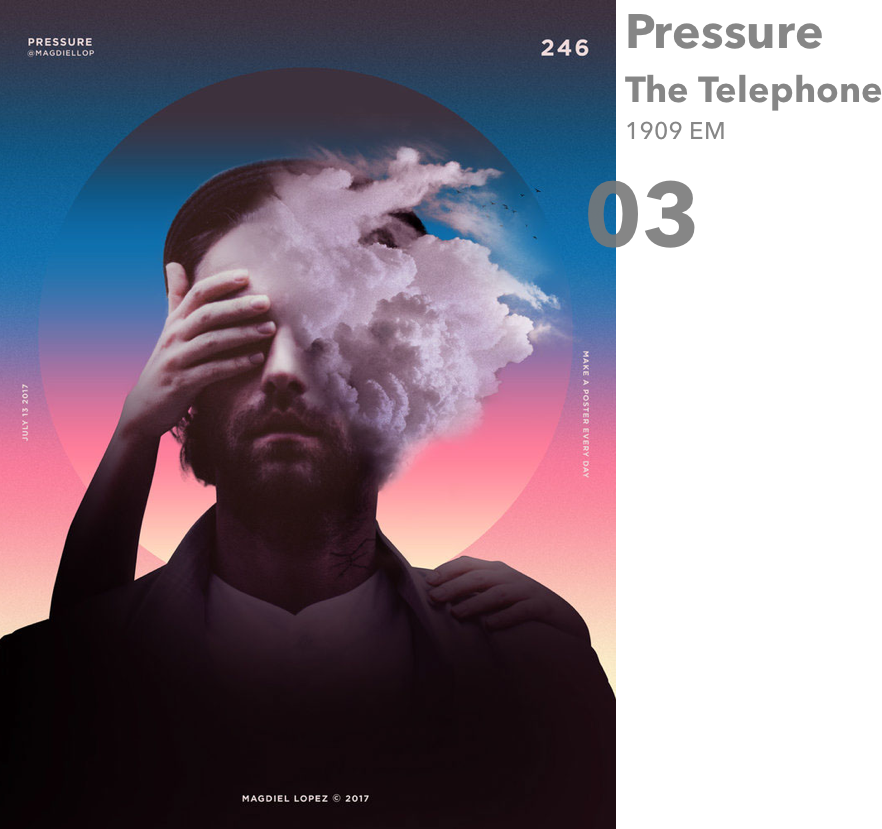 PRESSURE
@MAGDIELLOP
246
Pressure
The Telephone
1909 EM
03
JULY 13 2017
MAKE A POSTER EVERY DAY
MAGDIEL LOPEZ © 2017